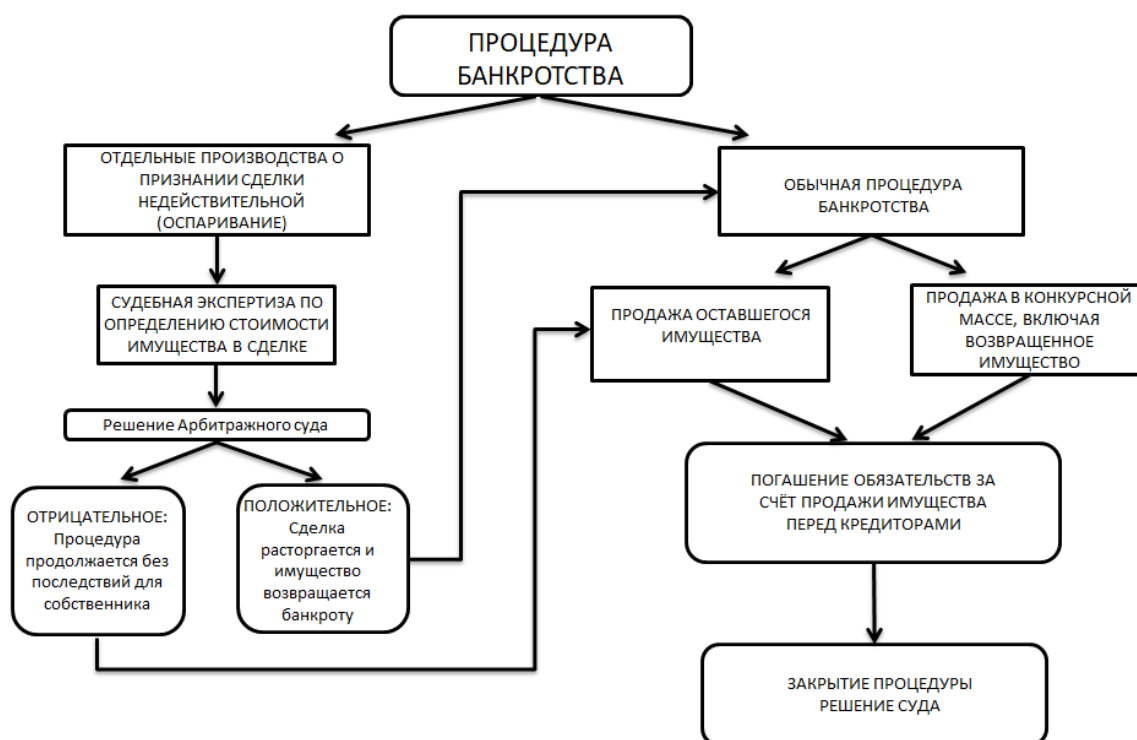 ПРОЦЕДУРА
БАНКРОТСТВА
ОТДЕЛЬНЫЕ ПРОИЗВОДСТВА О
ПРИЗНАНИИ СДЕЛКИ
НЕДЕЙСТВИТЕЛЬНОЙ
(ОСПАРИВАНИЕ)
ОБЫЧНАЯ ПРОЦЕДУРА
БАНКРОТСТВА
СУДЕБНАЯ ЭКСПЕРТИЗА ПО
ОПРЕДЕЛЕНИЮ СТОИМОСТИ
ИМУЩЕСТВА В СДЕЛКЕ
ПРОДАЖА ОСТАВШЕГОСЯ
ИМУЩЕСТВА
ПРОДАЖА В КОНКУРСНОЙ
МАССЕ, ВКЛЮЧАЯ
ВОЗВРАЩЕННОЕ
ИМУЩЕСТВО
Решение Арбитражного суда
ОТРИЦАТЕЛЬНОЕ:
Процедура
продолжается без
последствий для
собственника
ПОЛОЖИТЕЛЬНОЕ:
Сделка
расторгается и
имущество
возвращается
банкроту
ПОГАШЕНИЕ ОБЯЗАТЕЛЬСТВ ЗА
СЧЁТ ПРОДАЖИ ИМУЩЕСТВА
ПЕРЕД КРЕДИТОРАМИ
ЗАКРЫТИЕ ПРОЦЕДУРЫ
РЕШЕНИЕ СУДА